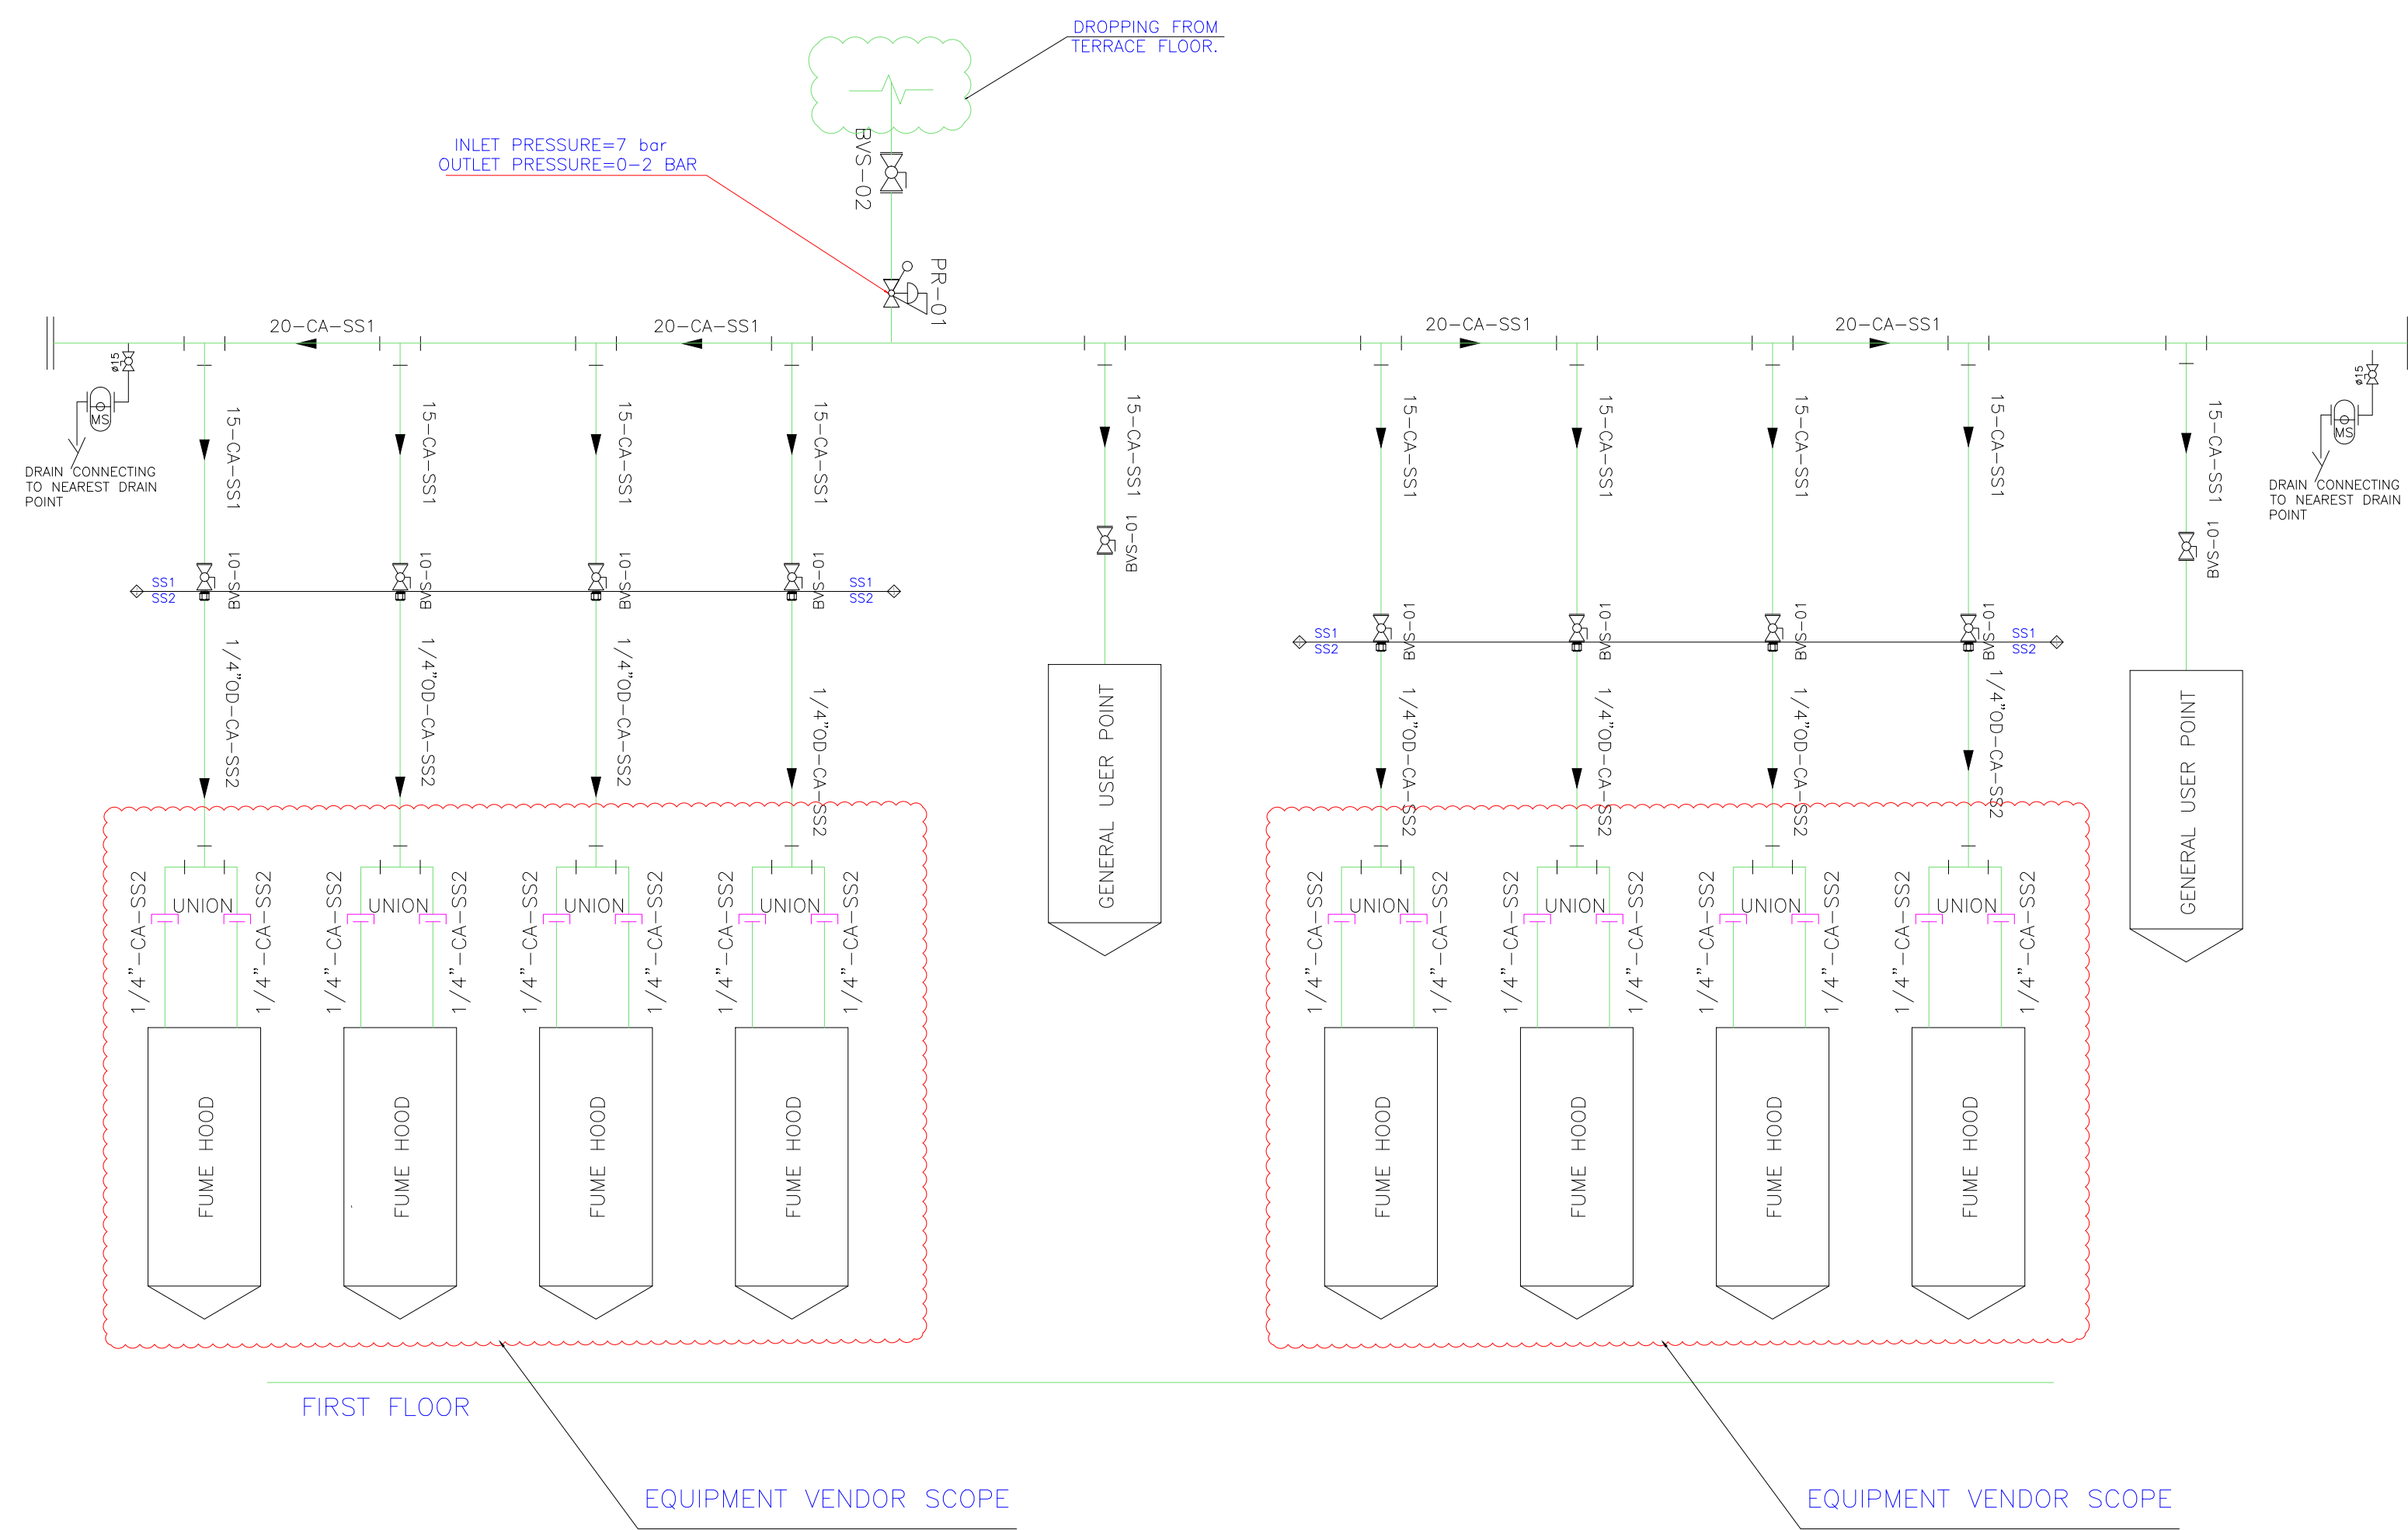 DROPPING FROM
TERRACE FLOOR.
INLET PRESSURE=7 bar
OUTLET PRESSURE=0-2 BAR
BVS-02
PR-01
20-CA-SS1
20-CA-SS1
20-CA-SS1
20-CA-SS1
ø15
MS
DRAIN CONNECTING
TO NEAREST DRAIN
POINT
15-CA-SS1
15-CA-SS1
15-CA-SS1
15-CA-SS1
15-CA-SS1
15-CA-SS1
15-CA-SS1
15-CA-SS1
15-CA-SS1
15-CA-SS1
ø15
MS
DRAIN CONNECTING
TO NEAREST DRAIN
POINT
BVS-01
BVS-01
SS1
SS2
BVS-01
BVS-01
BVS-01
BVS-01
SS1
SS2
SS1
SS2
BVS-01
BVS-01
BVS-01
BVS-01
SS1
SS2
1/4"OD-CA-SS2
1/4"OD-CA-SS2
1/4"OD-CA-SS2
1/4"OD-CA-SS2
1/4"OD-CA-SS2
1/4"OD-CA-SS2
1/4"OD-CA-SS2
1/4"OD-CA-SS2
GENERAL USER POINT
GENERAL USER POINT
1/4"-CA-SS2
UNION
1/4"-CA-SS2
1/4"-CA-SS2
UNION
1/4"-CA-SS2
1/4"-CA-SS2
UNION
1/4"-CA-SS2
1/4"-CA-SS2
UNION
1/4"-CA-SS2
1/4"-CA-SS2
UNION
1/4"-CA-SS2
1/4"-CA-SS2
UNION
1/4"-CA-SS2
1/4"-CA-SS2
UNION
1/4"-CA-SS2
1/4"-CA-SS2
UNION
1/4"-CA-SS2
FUME HOOD
FUME HOOD
FUME HOOD
FUME HOOD
FUME HOOD
FUME HOOD
FUME HOOD
FUME HOOD
FIRST FLOOR
EQUIPMENT VENDOR SCOPE
EQUIPMENT VENDOR SCOPE